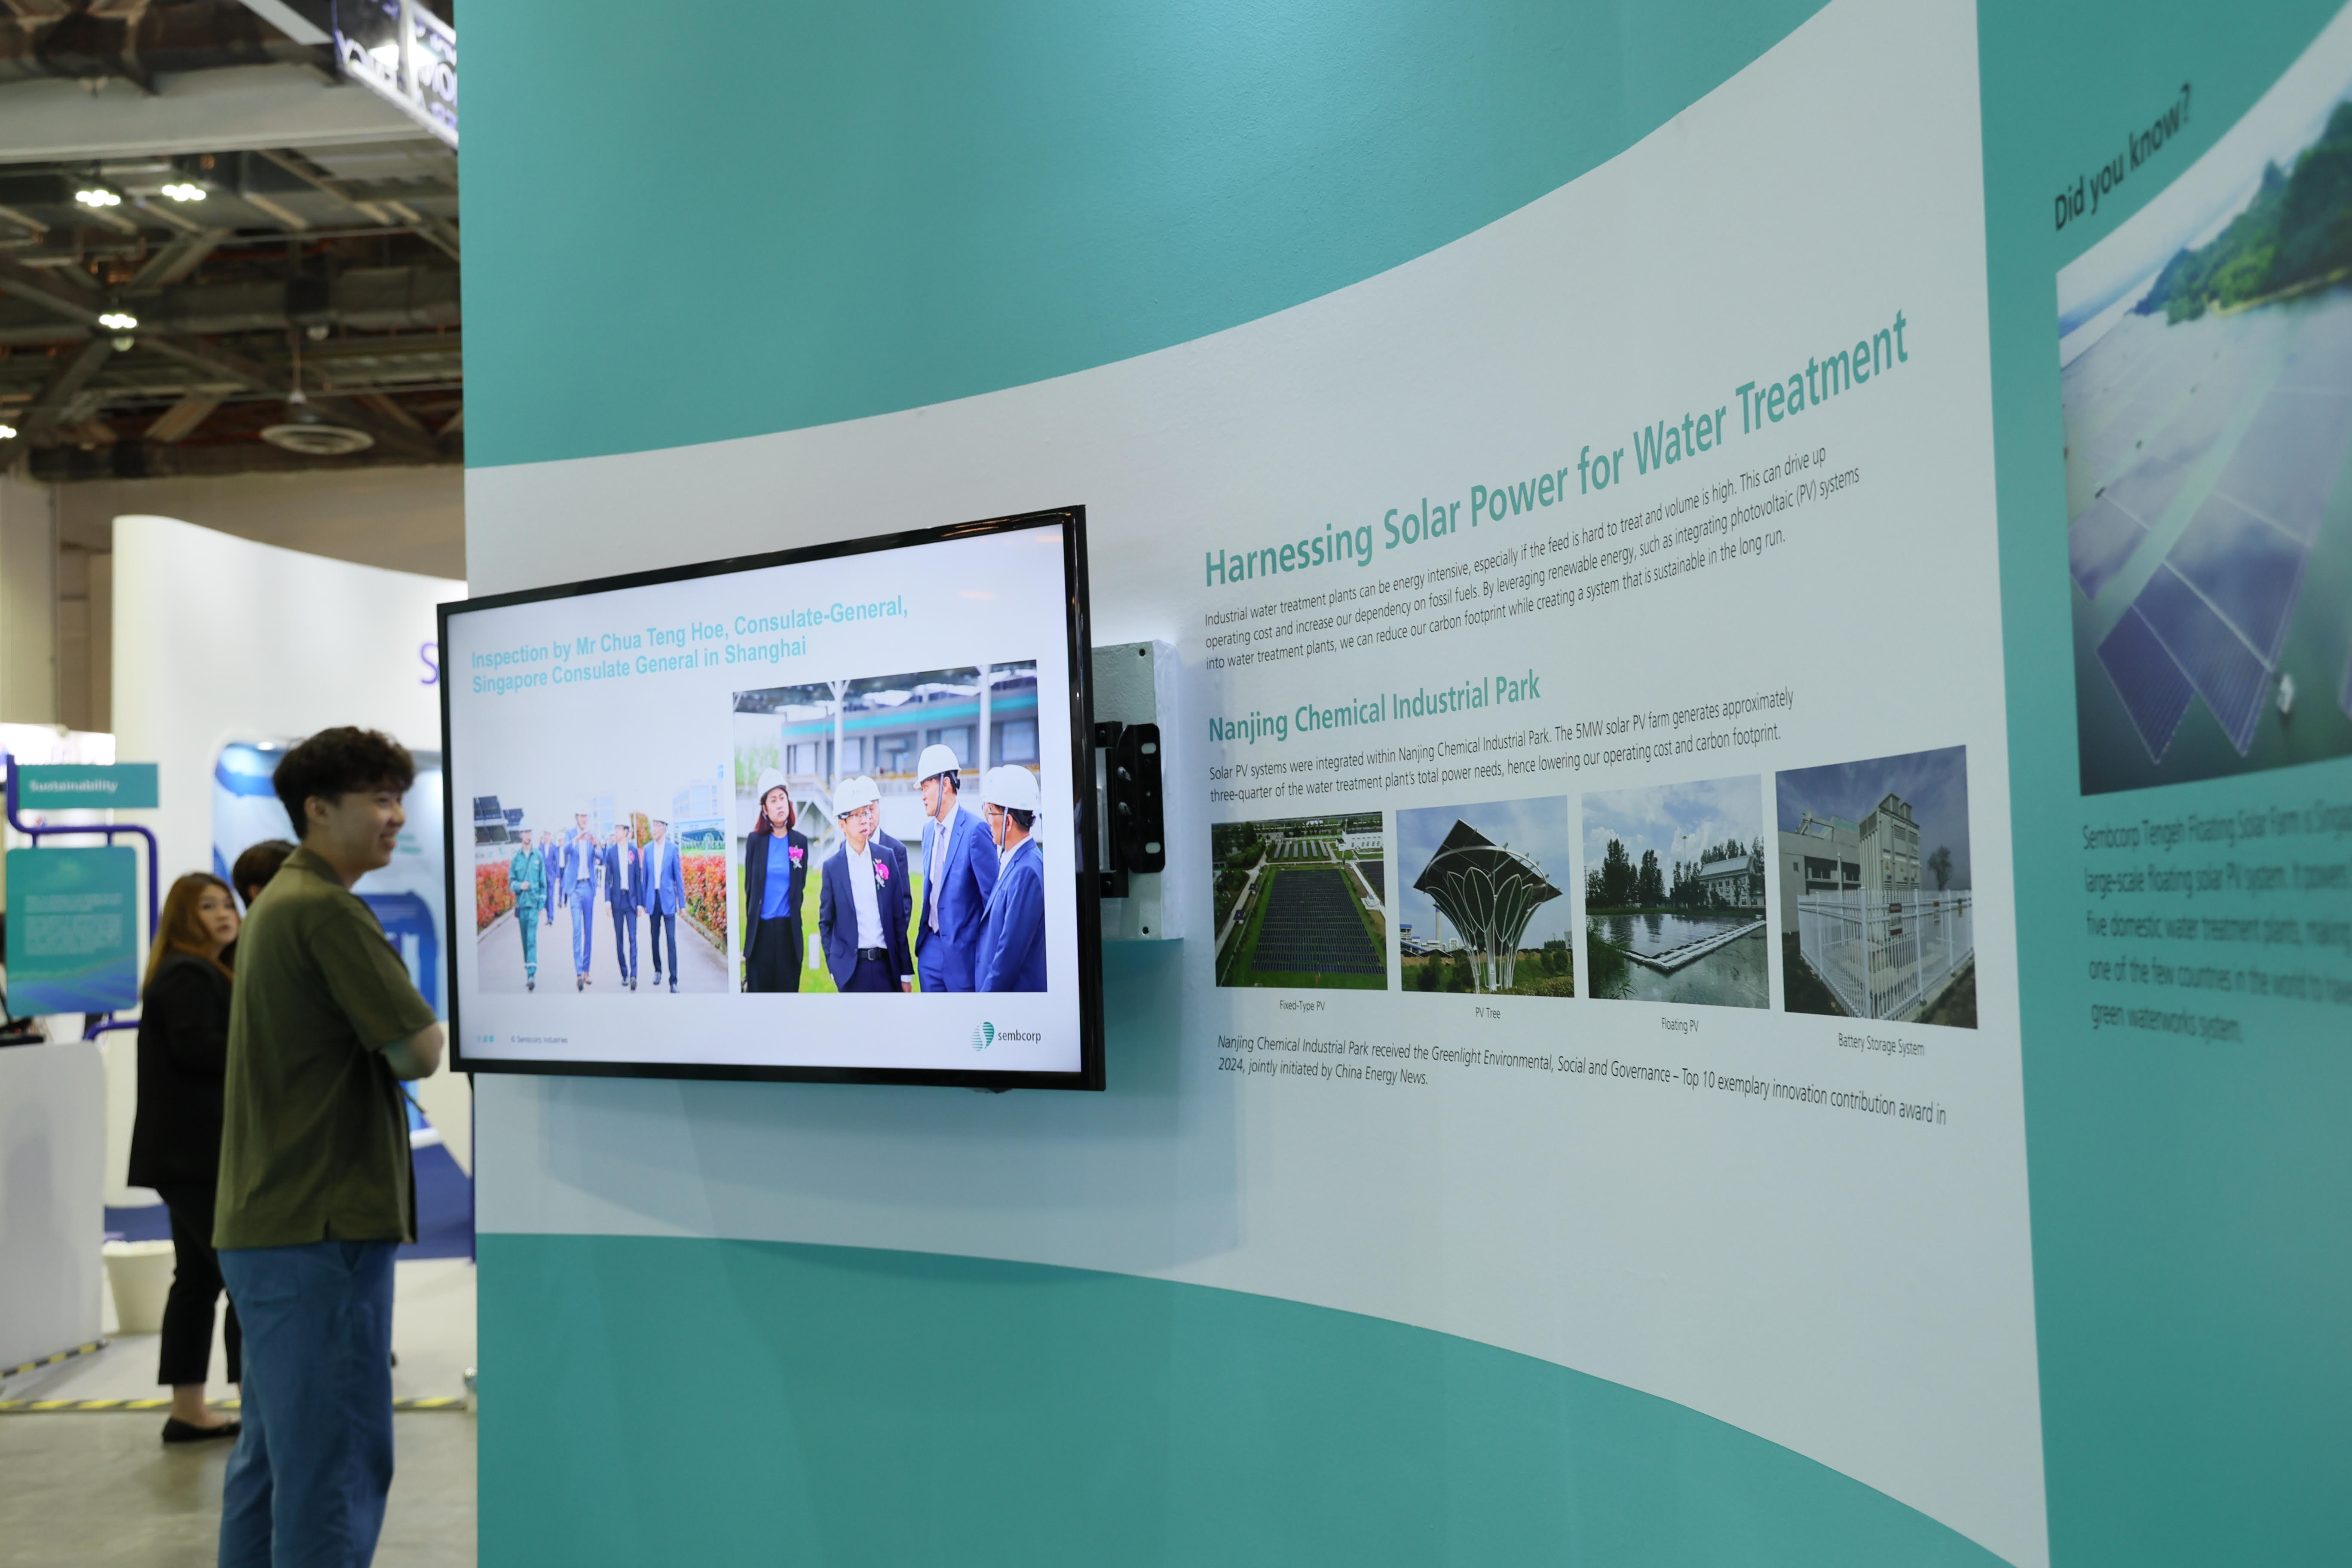 Sustainability
S
Inspection by Mr Chua Teng Hoe, Consulate-General,
Singapore Consulate General in Shanghai
© Sembcorp Industries
sembcorp
Harnessing Solar Power for Water Treatment
Industrial water treatment plants can be energy intensive, especially if the feed is hard to treat and volume is high. This can drive up
operating cost and increase our dependency on fossil fuels. By leveraging renewable energy, such as integrating photovoltaic (PV) systems
into water treatment plants, we can reduce our carbon footprint while creating a system that is sustainable in the long run.
Nanjing Chemical Industrial Park
Solar PV systems were integrated within Nanjing Chemical Industrial Park. The 5MW solar PV farm generates approximately
three-quarter of the water treatment plant's total power needs, hence lowering our operating cost and carbon footprint.
Fixed-Type PV
PV Tree
Floating PV
Battery Storage System
Nanjing Chemical Industrial Park received the Greenlight Environmental, Social and Governance – Top 10 exemplary innovation contribution award in
2024, jointly initiated by China Energy News.
Did you know?
Sembcorp Tengeh Floating Solar Farm is
large-scale floating solar PV system. It
five domestic water treatment plants,
one of the few countries in the world to
green waterworks system.